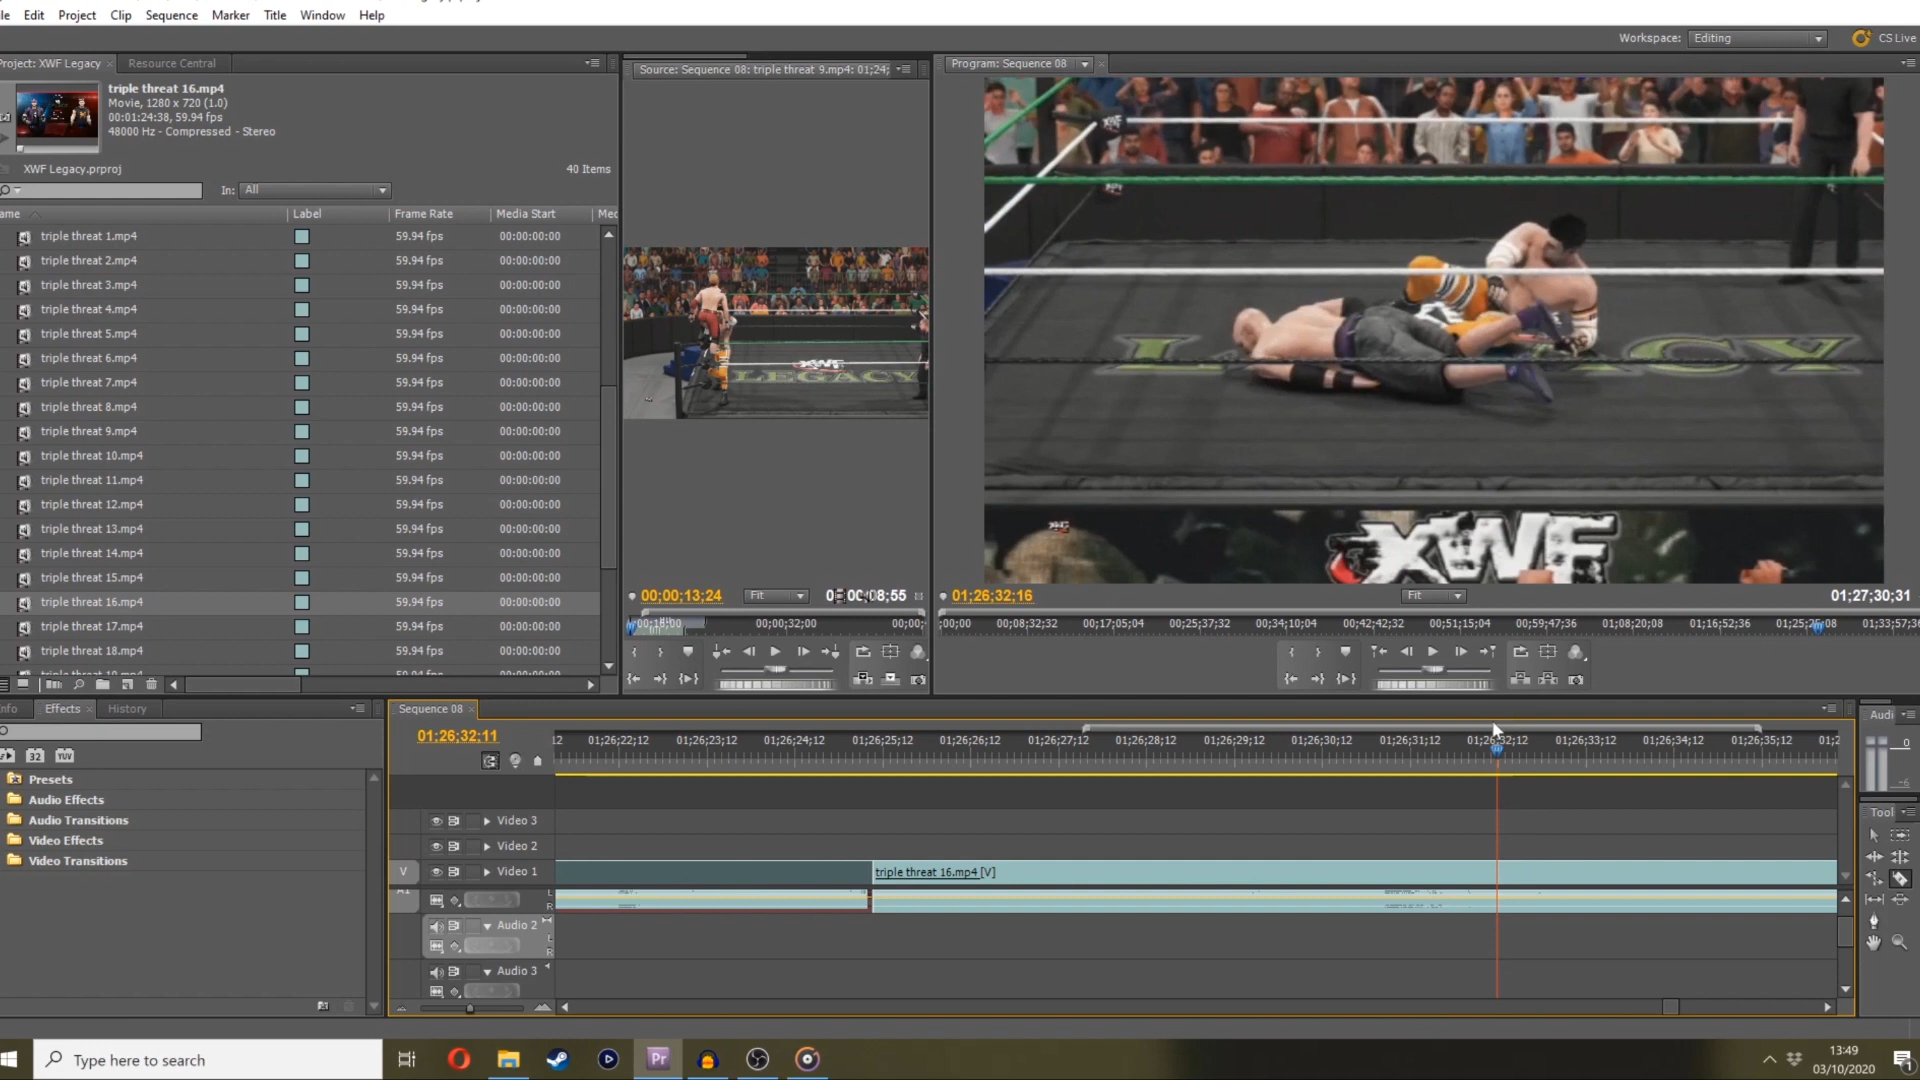 le Edit Project Clip Sequence Marker Title Window Help
Workspace: Editing CS Live
Project: XWF Legacy Resource Central
triple threat 16.mp4
Movie, 1280 x 720 (1.0)
00:01:24:38, 59.94 fps
48000 Hz - Compressed - Stereo
XWF Legacy.prproj 40 Items
In: All
ame Label Frame Rate Media Start Med
triple threat 1.mp4 59.94 fps 00:00:00:00
triple threat 2.mp4 59.94 fps 00:00:00:00
triple threat 3.mp4 59.94 fps 00:00:00:00
triple threat 4.mp4 59.94 fps 00:00:00:00
triple threat 5.mp4 59.94 fps 00:00:00:00
triple threat 6.mp4 59.94 fps 00:00:00:00
triple threat 7.mp4 59.94 fps 00:00:00:00
triple threat 8.mp4 59.94 fps 00:00:00:00
triple threat 9.mp4 59.94 fps 00:00:00:00
triple threat 10.mp4 59.94 fps 00:00:00:00
triple threat 11.mp4 59.94 fps 00:00:00:00
triple threat 12.mp4 59.94 fps 00:00:00:00
triple threat 13.mp4 59.94 fps 00:00:00:00
triple threat 14.mp4 59.94 fps 00:00:00:00
triple threat 15.mp4 59.94 fps 00:00:00:00
triple threat 16.mp4 59.94 fps 00:00:00:00
triple threat 17.mp4 59.94 fps 00:00:00:00
triple threat 18.mp4 59.94 fps 00:00:00:00
Source: Sequence 08: triple threat 9.mp4: 01;24;
XWF
LEGACY
00;00;13;24 Fit
00;00;32;00 00;00;
Program: Sequence 08
XWF
01;26;32;16 Fit 01;27;30;31
;00;00 00;08;32;32 00;17;05;04 00;25;37;32 00;34;10;04 00;42;42;32 00;51;15;04 00;59;47;36 01;08;20;08 01;16;52;36 01;33;57;36
nfo Effects History
32 YUV
Presets
Audio Effects
Audio Transitions
Video Effects
Video Transitions
Sequence 08
01;26;32;11
12 01;26;22;12 01;26;23;12 01;26;24;12 01;26;25;12 01;26;26;12 01;26;27;12 01;26;28;12 01;26;29;12 01;26;30;12 01;26;31;12 01;26;32;12 01;26;33;12 01;26;34;12 01;26;35;12 01;2
Video 3
Video 2
V Video 1 triple threat 16.mp4 [V]
A1 L
R
Audio 2
L
R
Audio 3
Audi
0
-6
Tool
Type here to search
Pr
13:49
03/10/2020
1